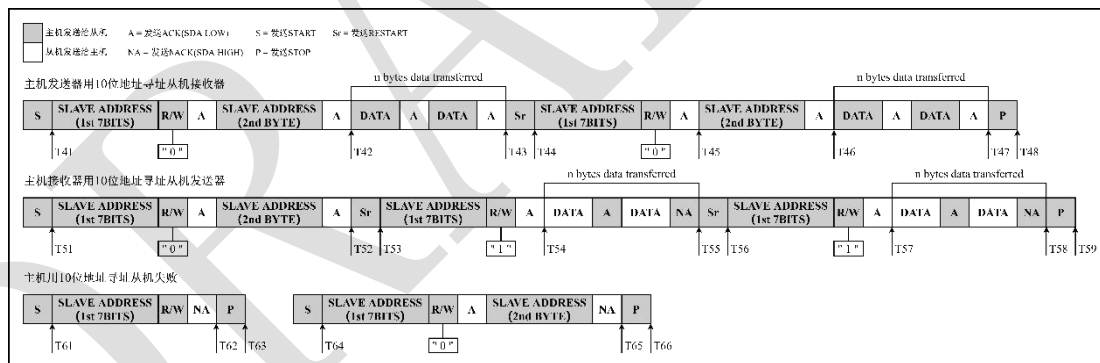 主机发送给从机 A = 发送ACK(SDA LOW) S = 发送START Sr = 发送RESTART
从机发送给主机 NA = 发送NACK(SDA HIGH) P = 发送STOP
主机发送器用10位地址寻址从机接收器
n bytes data transferred n bytes data transferred
S SLAVE ADDRESS (1st 7BITS) R/W A SLAVE ADDRESS (2nd BYTE) A DATA A DATA A Sr SLAVE ADDRESS (1st 7BITS) R/W A SLAVE ADDRESS (2nd BYTE) A DATA A DATA A P
T41 "0" T42 T43 T44 "0" T45 T46 T47 T48
主机接收器用10位地址寻址从机发送器
n bytes data transferred n bytes data transferred
S SLAVE ADDRESS (1st 7BITS) R/W A SLAVE ADDRESS (2nd BYTE) A Sr SLAVE ADDRESS (1st 7BITS) R/W A DATA A DATA NA Sr SLAVE ADDRESS (1st 7BITS) R/W A DATA A DATA NA P
T51 "0" T52 T53 "1" T54 T55 T56 "1" T57 T58 T59
主机用10位地址寻址从机失败
S SLAVE ADDRESS (1st 7BITS) R/W NA P S SLAVE ADDRESS (1st 7BITS) R/W A SLAVE ADDRESS (2nd BYTE) NA P
T61 T62 T63 T64 "0" T65 T66